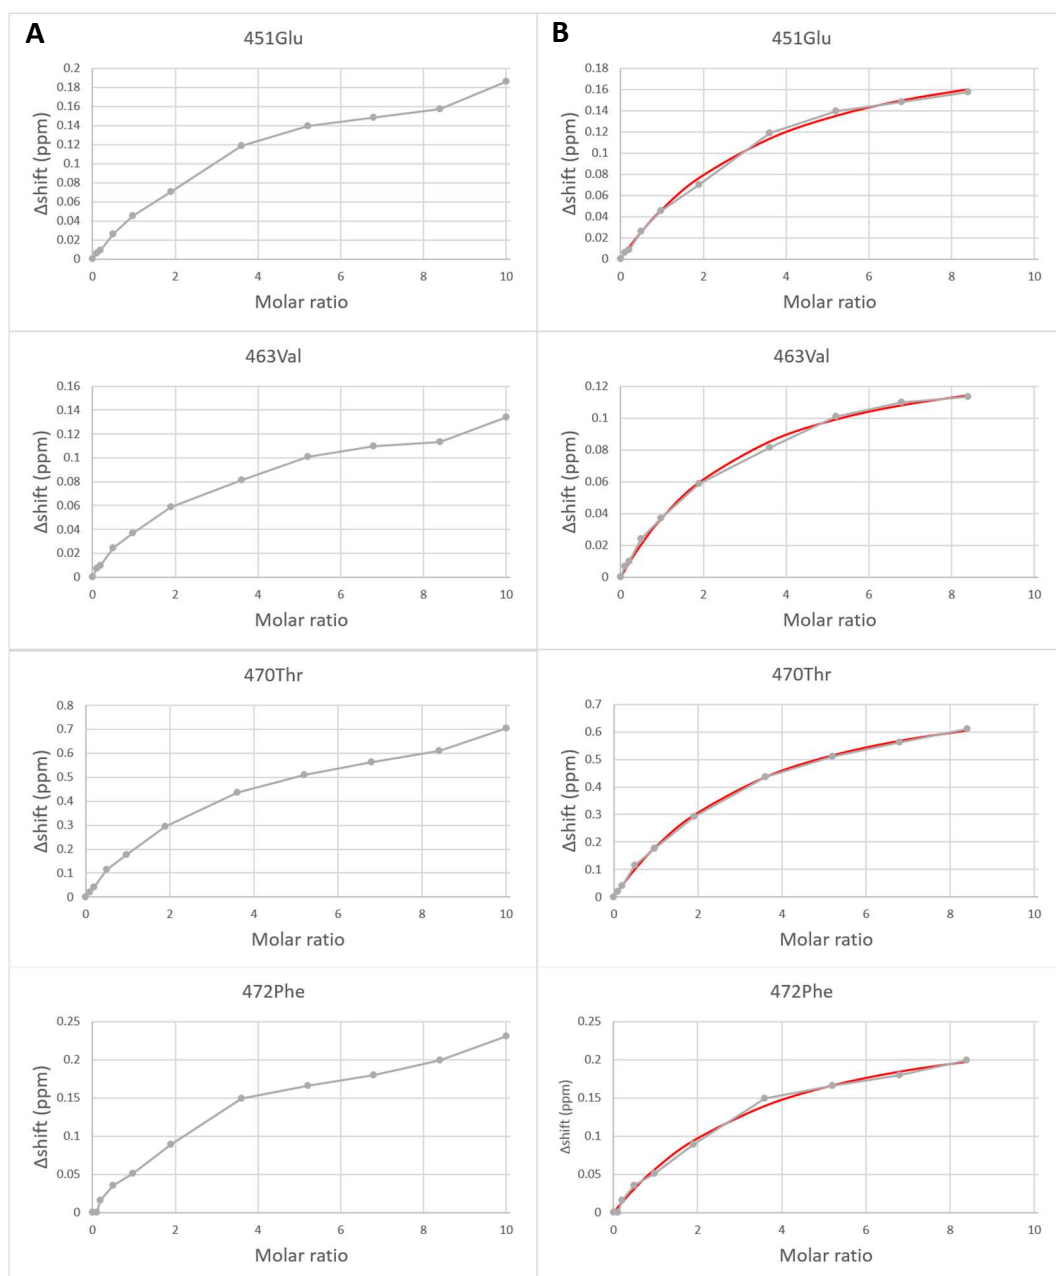 A
451Glu
Δshift (ppm)
0.2
0.18
0.16
0.14
0.12
0.1
0.08
0.06
0.04
0.02
0
0 2 4 6 8 10
Molar ratio
B
451Glu
Δshift (ppm)
0.18
0.16
0.14
0.12
0.1
0.08
0.06
0.04
0.02
0
0 2 4 6 8 10
Molar ratio
463Val
Δshift (ppm)
0.16
0.14
0.12
0.1
0.08
0.06
0.04
0.02
0
0 2 4 6 8 10
Molar ratio
463Val
Δshift (ppm)
0.12
0.1
0.08
0.06
0.04
0.02
0
0 2 4 6 8 10
Molar ratio
470Thr
Δshift (ppm)
0.8
0.7
0.6
0.5
0.4
0.3
0.2
0.1
0
0 2 4 6 8 10
Molar ratio
470Thr
Δshift (ppm)
0.7
0.6
0.5
0.4
0.3
0.2
0.1
0
0 2 4 6 8 10
Molar ratio
472Phe
Δshift (ppm)
0.25
0.2
0.15
0.1
0.05
0
0 2 4 6 8 10
Molar ratio
472Phe
Δshift (ppm)
0.25
0.2
0.15
0.1
0.05
0
0 2 4 6 8 10
Molar ratio